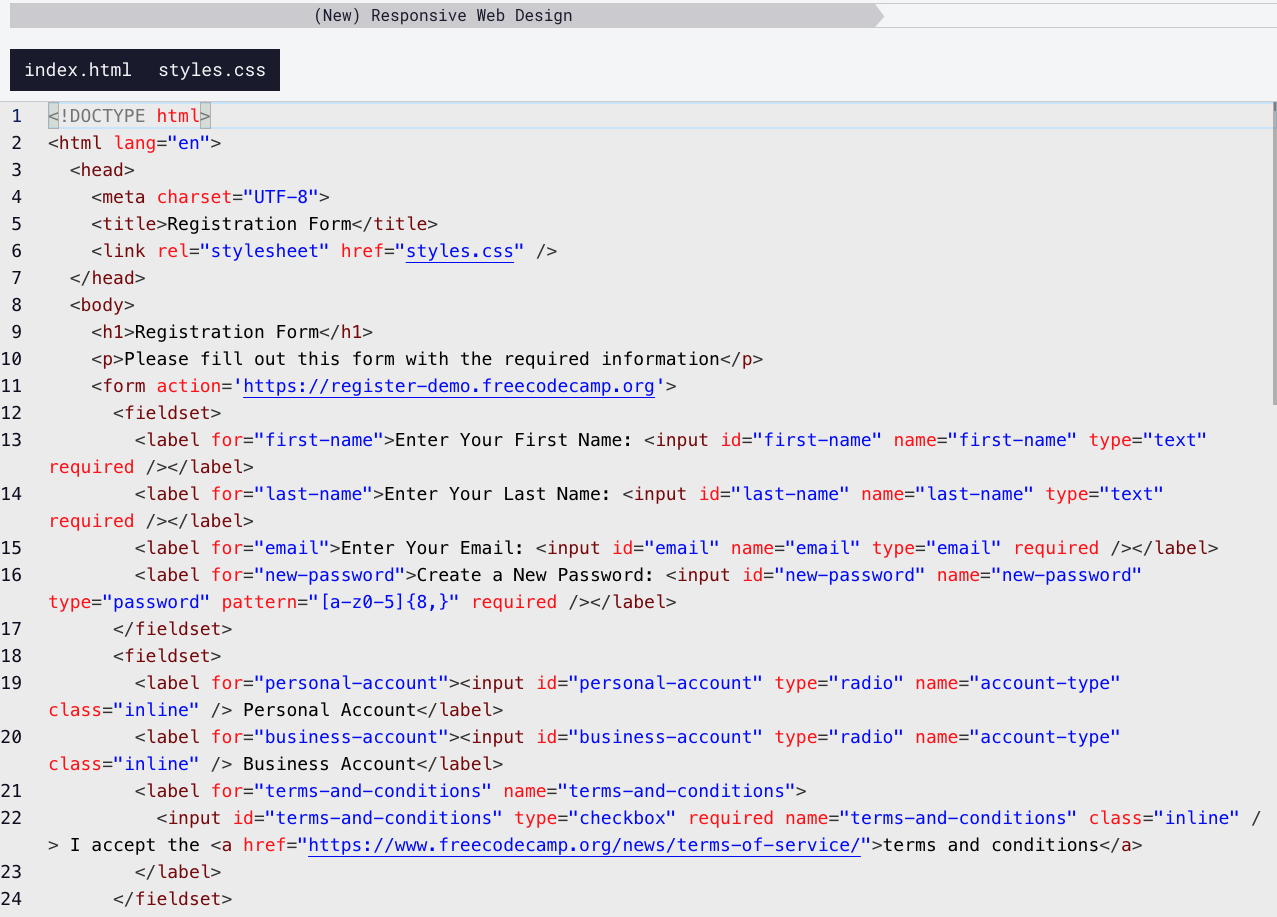 (New) Responsive Web Design
index.html styles.css
1 <!DOCTYPE html>
2 <html lang="en">
3 <head>
4 <meta charset="UTF-8">
5 <title>Registration Form</title>
6 <link rel="stylesheet" href="styles.css" />
7 </head>
8 <body>
9 <h1>Registration Form</h1>
10 <p>Please fill out this form with the required information</p>
11 <form action='https://register-demo.freecodecamp.org'>
12 <fieldset>
13 <label for="first-name">Enter Your First Name: <input id="first-name" name="first-name" type="text"
required /></label>
14 <label for="last-name">Enter Your Last Name: <input id="last-name" name="last-name" type="text"
required /></label>
15 <label for="email">Enter Your Email: <input id="email" name="email" type="email" required /></label>
16 <label for="new-password">Create a New Password: <input id="new-password" name="new-password"
type="password" pattern="[a-z0-5]{8,}" required /></label>
17 </fieldset>
18 <fieldset>
19 <label for="personal-account"><input id="personal-account" type="radio" name="account-type"
class="inline" /> Personal Account</label>
20 <label for="business-account"><input id="business-account" type="radio" name="account-type"
class="inline" /> Business Account</label>
21 <label for="terms-and-conditions" name="terms-and-conditions">
22 <input id="terms-and-conditions" type="checkbox" required name="terms-and-conditions" class="inline" /
> I accept the <a href="https://www.freecodecamp.org/news/terms-of-service/">terms and conditions</a>
23 </label>
24 </fieldset>